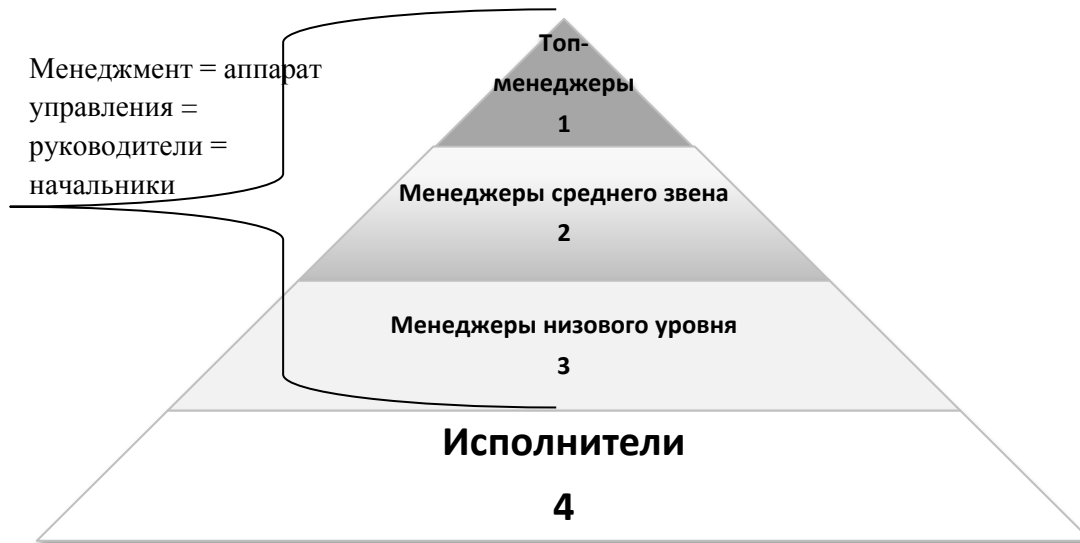 Менеджмент = аппарат
управления =
руководители =
начальники
Топ-
менеджеры
1
Менеджеры среднего звена
2
Менеджеры низового уровня
3
Исполнители
4